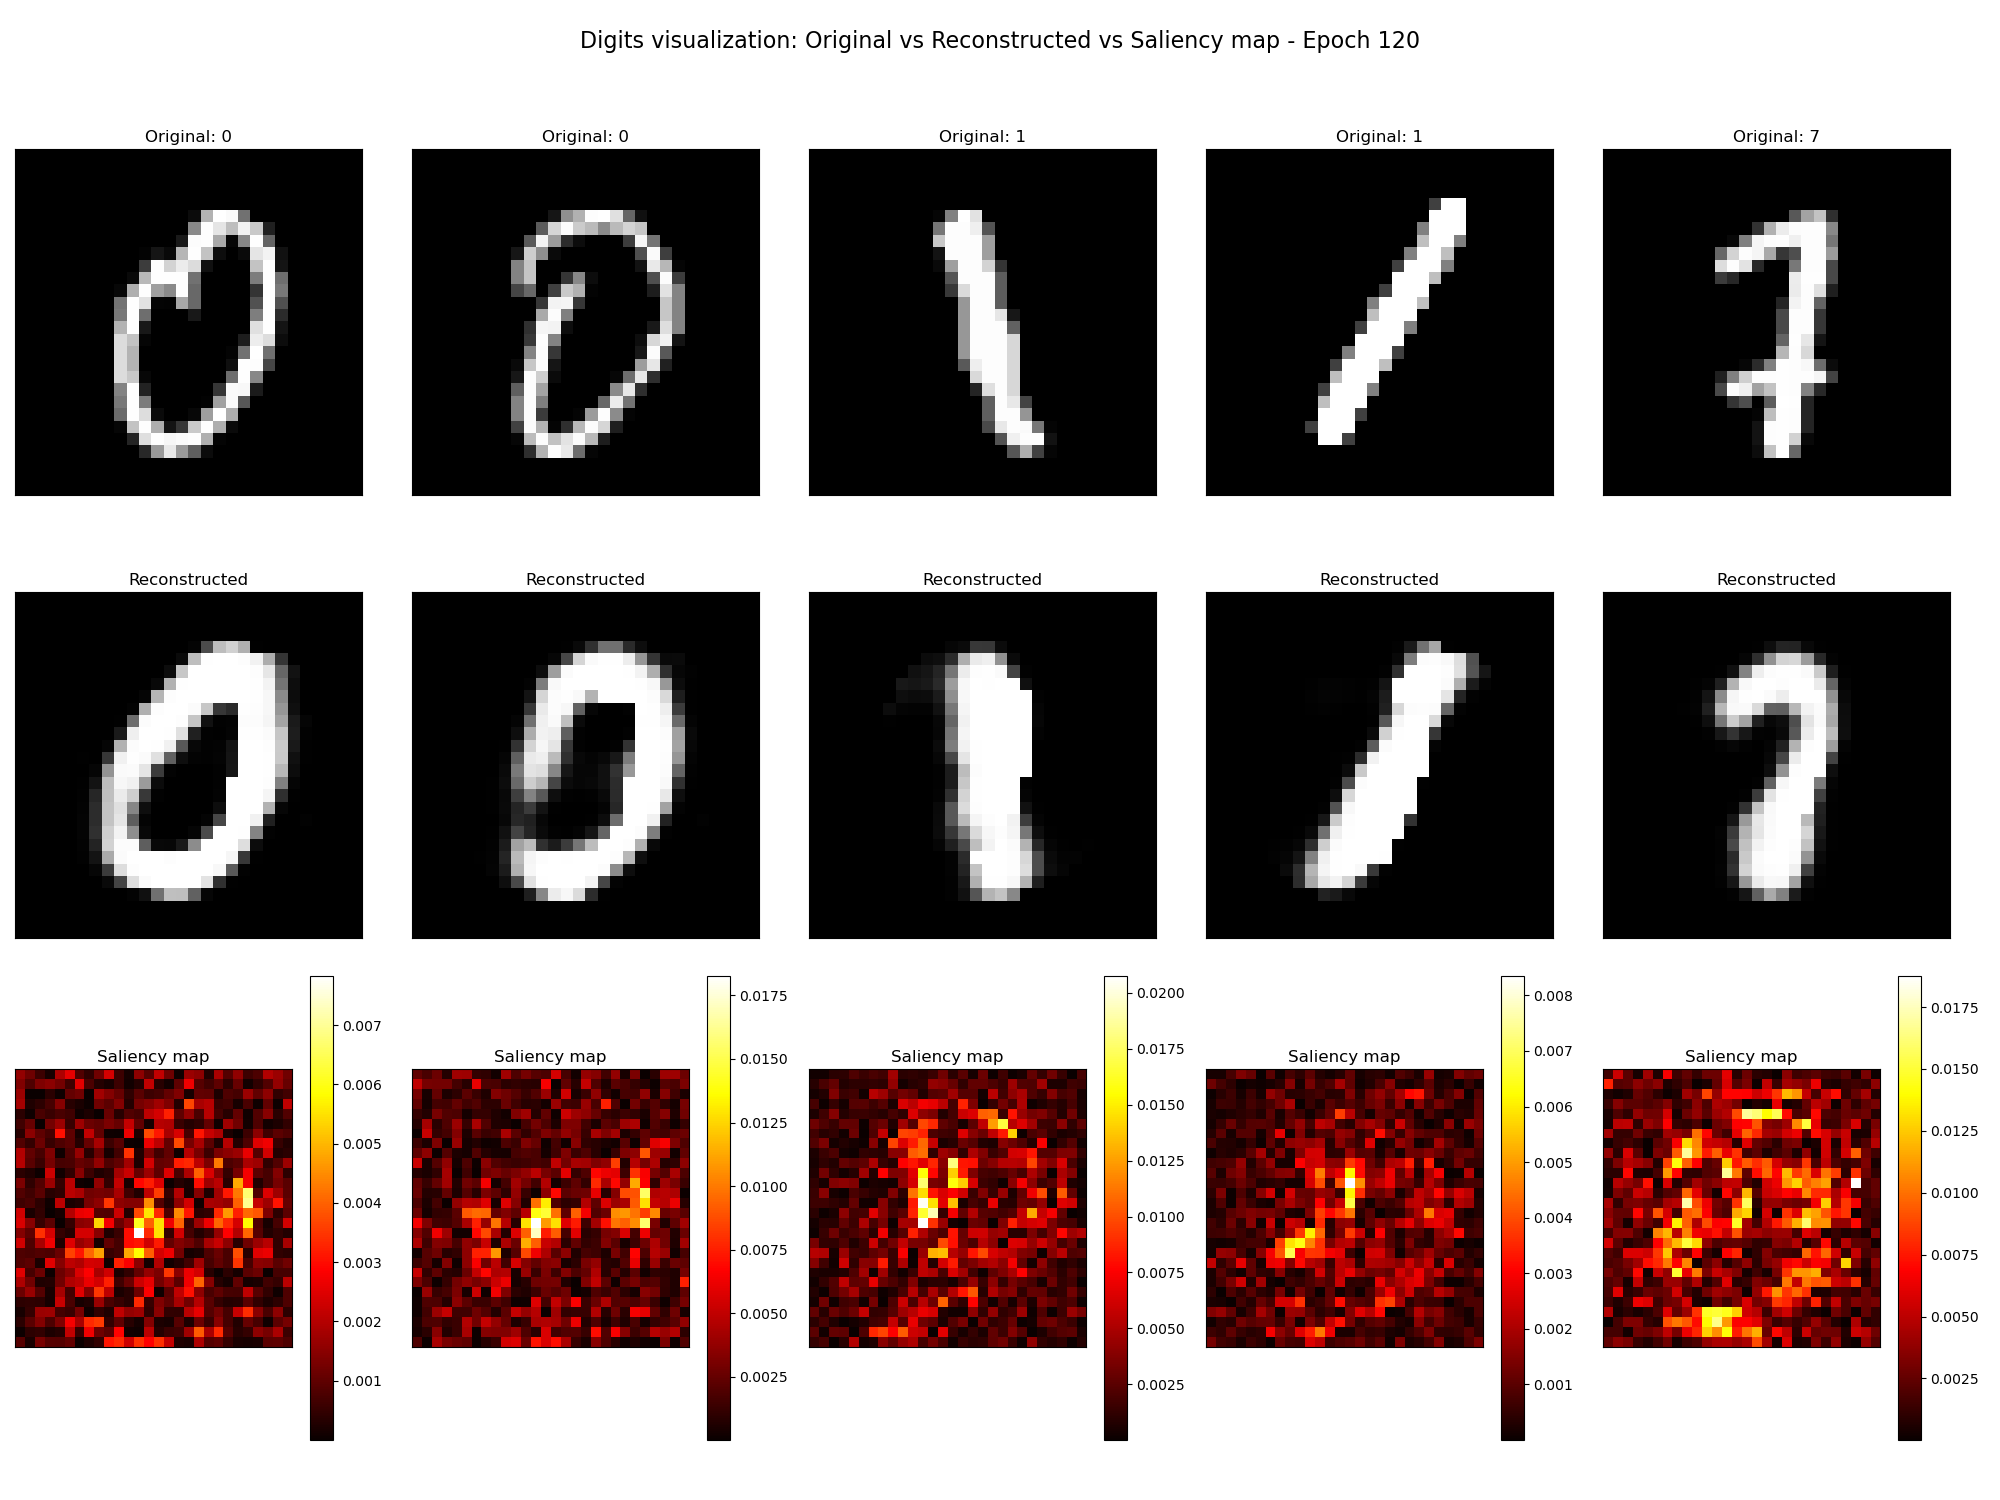 Digits visualization: Original vs Reconstructed vs Saliency map - Epoch 120
Original: 0
Original: 0
Original: 1
Original: 1
Original: 7
Reconstructed
Reconstructed
Reconstructed
Reconstructed
Reconstructed
Saliency map
0.007
0.006
0.005
0.004
0.003
0.002
0.001
Saliency map
0.0175
0.0150
0.0125
0.0100
0.0075
0.0050
0.0025
Saliency map
0.0200
0.0175
0.0150
0.0125
0.0100
0.0075
0.0050
0.0025
Saliency map
0.008
0.007
0.006
0.005
0.004
0.003
0.002
0.001
Saliency map
0.0175
0.0150
0.0125
0.0100
0.0075
0.0050
0.0025